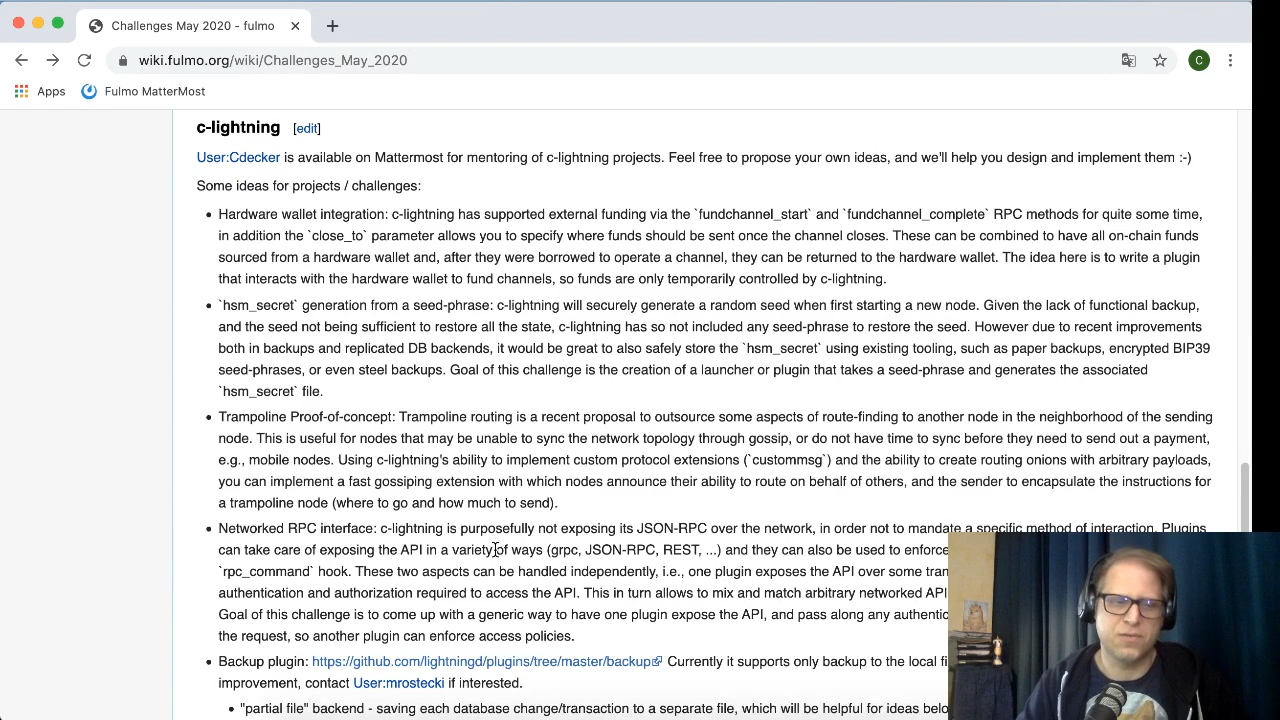 Challenges May 2020 - fulmo
wiki.fulmo.org/wiki/Challenges_May_2020
C
Apps
Fulmo MatterMost
c-lightning [edit]
User:Cdecker is available on Mattermost for mentoring of c-lightning projects. Feel free to propose your own ideas, and we'll help you design and implement them :-)
Some ideas for projects / challenges:
Hardware wallet integration: c-lightning has supported external funding via the `fundchannel_start` and `fundchannel_complete` RPC methods for quite some time,
in addition the `close_to` parameter allows you to specify where funds should be sent once the channel closes. These can be combined to have all on-chain funds
sourced from a hardware wallet and, after they were borrowed to operate a channel, they can be returned to the hardware wallet. The idea here is to write a plugin
that interacts with the hardware wallet to fund channels, so funds are only temporarily controlled by c-lightning.
`hsm_secret` generation from a seed-phrase: c-lightning will securely generate a random seed when first starting a new node. Given the lack of functional backup,
and the seed not being sufficient to restore all the state, c-lightning has so not included any seed-phrase to restore the seed. However due to recent improvements
both in backups and replicated DB backends, it would be great to also safely store the `hsm_secret` using existing tooling, such as paper backups, encrypted BIP39
seed-phrases, or even steel backups. Goal of this challenge is the creation of a launcher or plugin that takes a seed-phrase and generates the associated
`hsm_secret` file.
Trampoline Proof-of-concept: Trampoline routing is a recent proposal to outsource some aspects of route-finding to another node in the neighborhood of the sending
node. This is useful for nodes that may be unable to sync the network topology through gossip, or do not have time to sync before they need to send out a payment,
e.g., mobile nodes. Using c-lightning's ability to implement custom protocol extensions (`custommsg`) and the ability to create routing onions with arbitrary payloads,
you can implement a fast gossiping extension with which nodes announce their ability to route on behalf of others, and the sender to encapsulate the instructions for
a trampoline node (where to go and how much to send).
Networked RPC interface: c-lightning is purposefully not exposing its JSON-RPC over the network, in order not to mandate a specific method of interaction. Plugins
can take care of exposing the API in a variety of ways (grpc, JSON-RPC, REST, ...) and they can also be used to enforce
`rpc_command` hook. These two aspects can be handled independently, i.e., one plugin exposes the API over some tran
authentication and authorization required to access the API. This in turn allows to mix and match arbitrary networked API
Goal of this challenge is to come up with a generic way to have one plugin expose the API, and pass along any authentic
the request, so another plugin can enforce access policies.
Backup plugin: https://github.com/lightningd/plugins/tree/master/backup Currently it supports only backup to the local fi
improvement, contact User:mrostecki if interested.
"partial file" backend - saving each database change/transaction to a separate file, which will be helpful for ideas belo